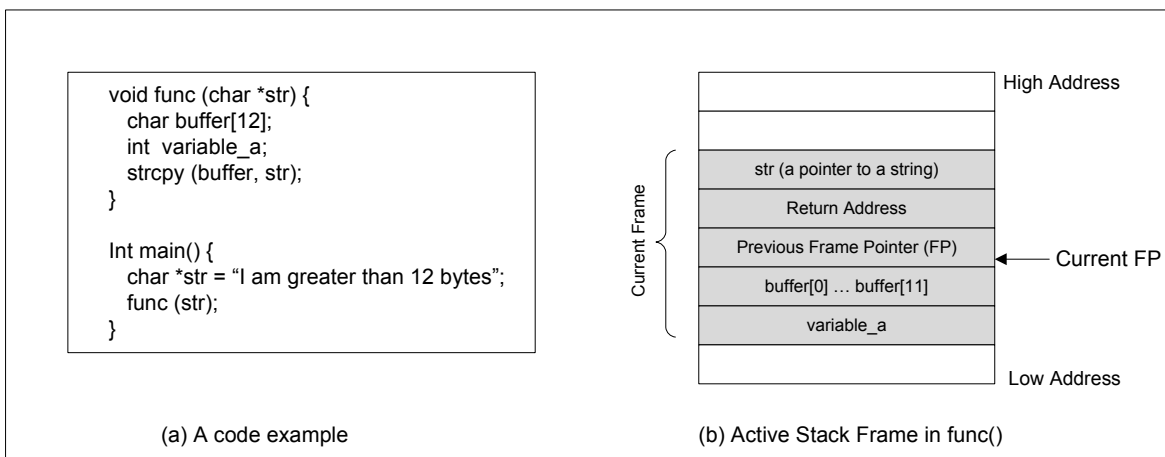 void func (char *str) {
char buffer[12];
int variable_a;
strcpy (buffer, str);
}
Int main() {
char *str = “I am greater than 12 bytes”;
func (str);
}
(a) A code example
High Address
str (a pointer to a string)
Return Address
Previous Frame Pointer (FP)
buffer[0] … buffer[11]
variable_a
Low Address
Current Frame
Current FP
(b) Active Stack Frame in func()